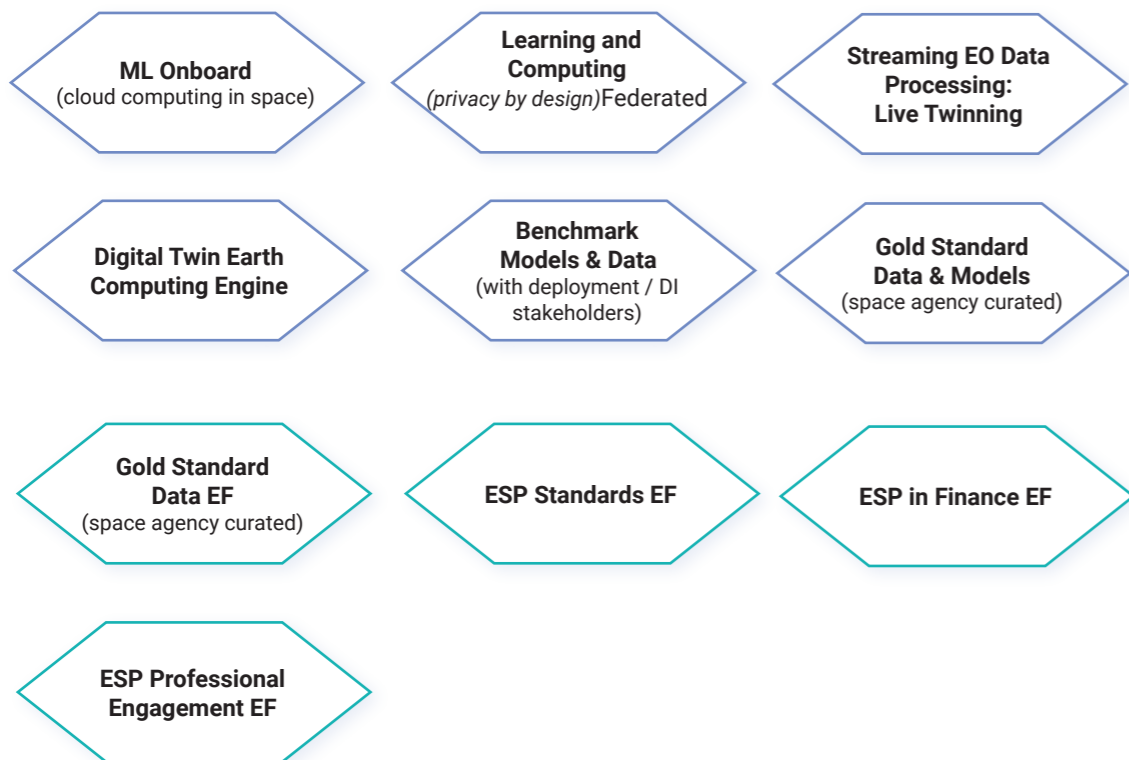 ML Onboard
(cloud computing in space)
Learning and
Computing
(privacy by design)Federated
Streaming EO Data
Processing:
Live Twinning
Digital Twin Earth
Computing Engine
Benchmark
Models & Data
(with deployment / DI
stakeholders)
Gold Standard
Data & Models
(space agency curated)
Gold Standard
Data EF
(space agency curated)
ESP Standards EF
ESP in Finance EF
ESP Professional
Engagement EF